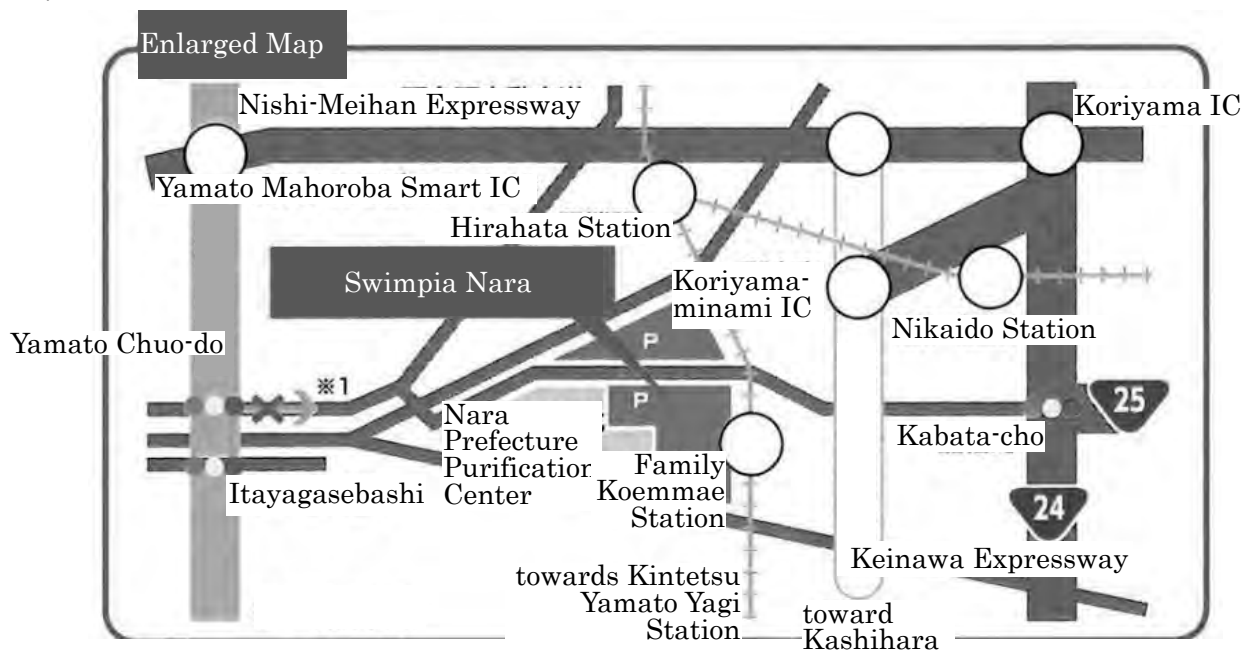 Enlarged Map
Nishi-Meihan Expressway
Koriyama IC
Yamato Mahoroba Smart IC
Hirahata Station
Swimpia Nara
Koriyama-
minami IC
Nikaido Station
Yamato Chuo-do
P
※1
P
25
Nara
Prefecture
Purification
Center
Kabata-cho
Family
Koemmae
Station
Itayagasebashi
24
Keinawa Expressway
towards Kintetsu
Yamato Yagi
Station
toward
Kashihara